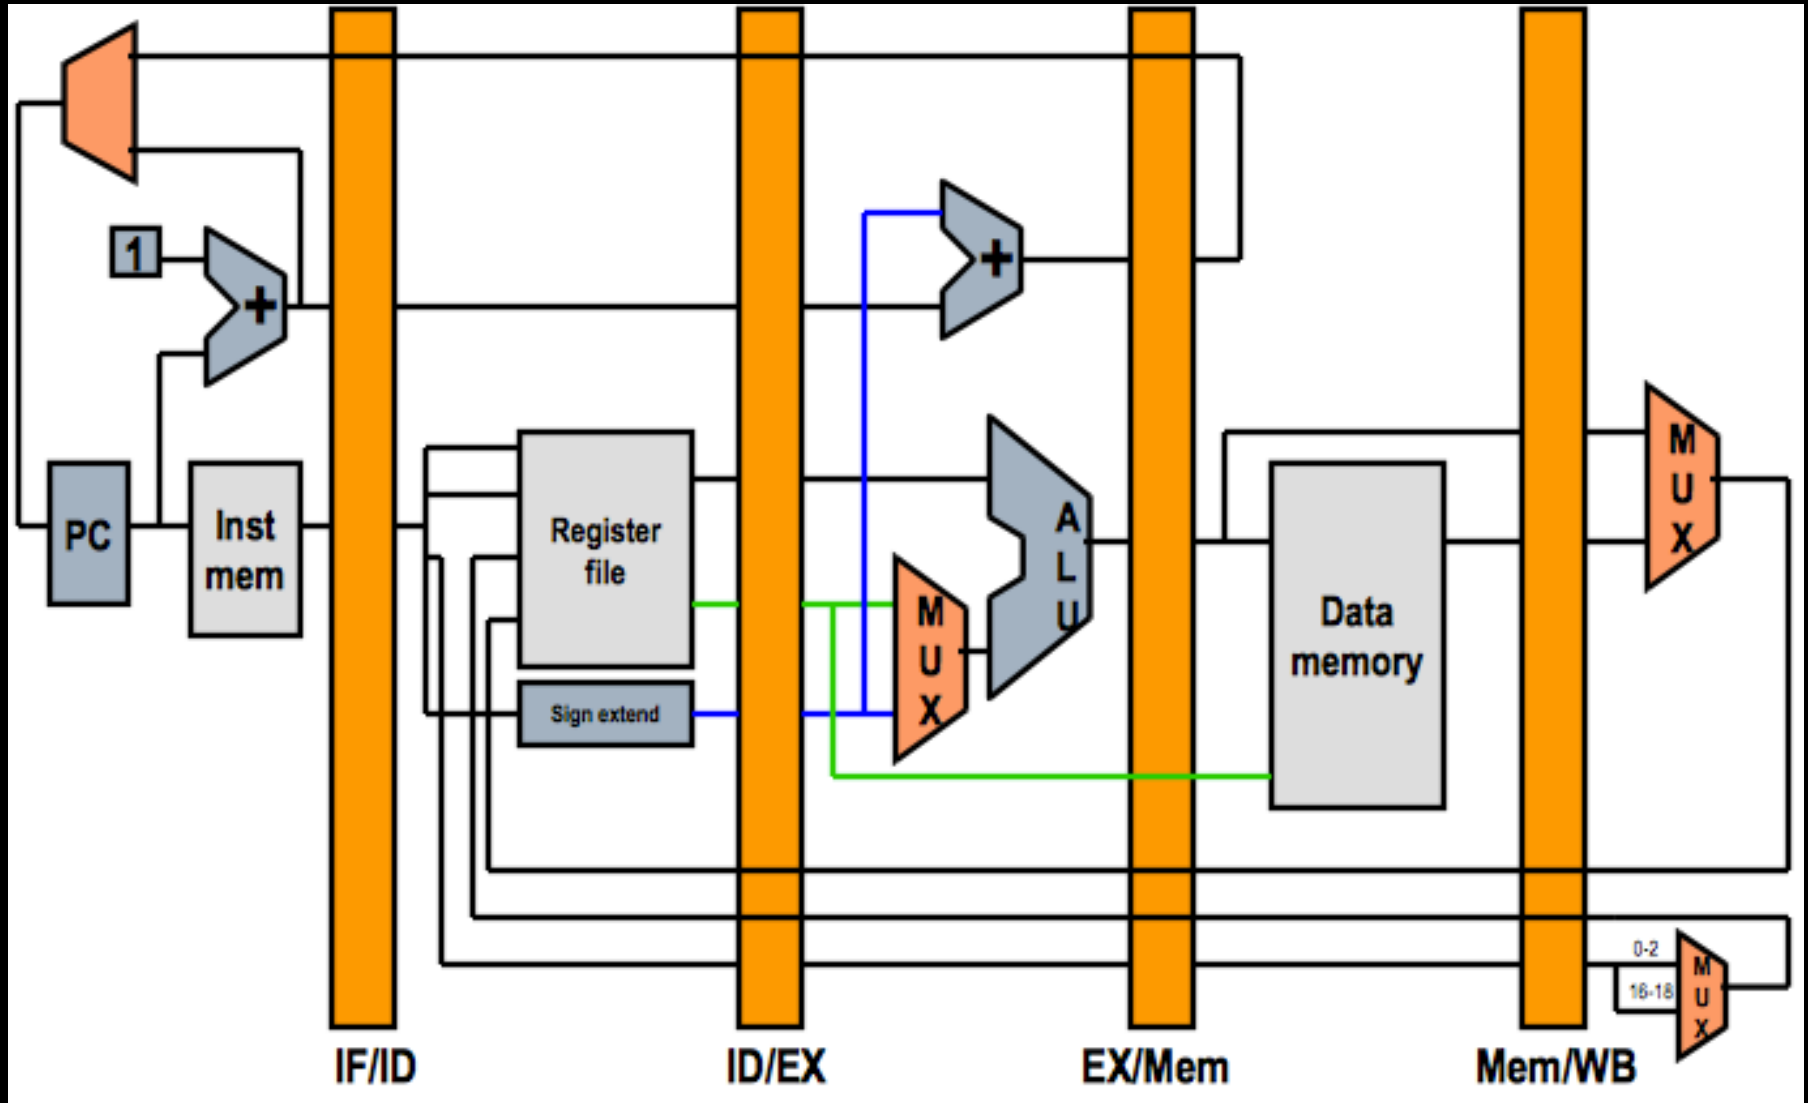 1
+
+
PC
Inst
mem
Register
file
Sign extend
M
U
X
A
L
U
Data
memory
M
U
X
0-2
16-18
M
U
X
IF/ID
ID/EX
EX/Mem
Mem/WB